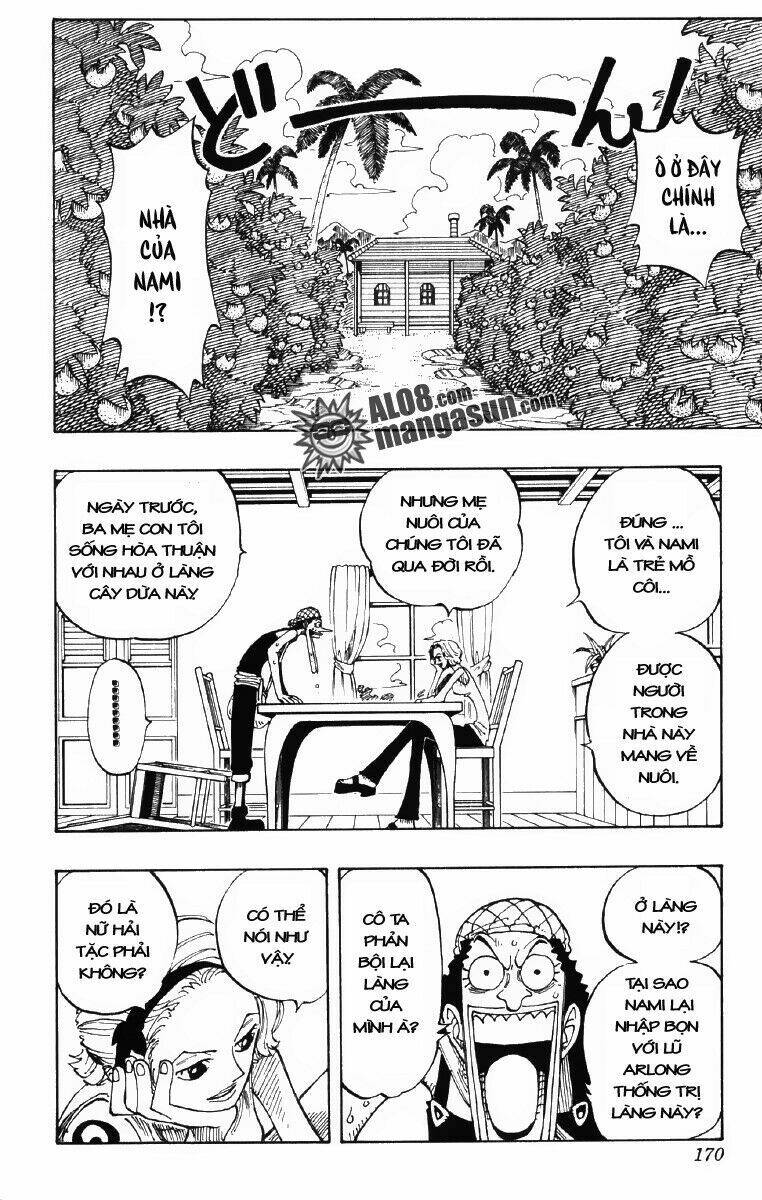 どーん
Ô Ở ĐÂY
CHÍNH
LÀ...
NHÀ
CỦA
NAMI
!?
AL08.com
mangasun.com
ĐÚNG ...
TÔI VÀ NAMI
LÀ TRẺ MỒ
CÔI...
ĐƯỢC
NGƯỜI
TRONG
NHÀ NÀY
MANG VỀ
NUÔI.
NHƯNG MẸ
NUÔI CỦA
CHÚNG TÔI ĐÃ
QUA ĐỜI RỒI.
NGÀY TRƯỚC,
BA MẸ CON TÔI
SỐNG HÒA THUẬN
VỚI NHAU Ở LÀNG
CÂY DỪA NÀY.
.........
Ở LÀNG
NÀY!?
TẠI SAO
NAMI LẠI
NHẬP BỌN
VỚI LŨ
ARLONG
THỐNG TRỊ
LÀNG NÀY?
CÔ TA
PHẢN
BỘI LẠI
LÀNG
CỦA
MÌNH À?
CÓ THỂ
NÓI NHƯ
VẬY.
ĐÓ LÀ
NỮ HẢI
TẶC PHẢI
KHÔNG?
170